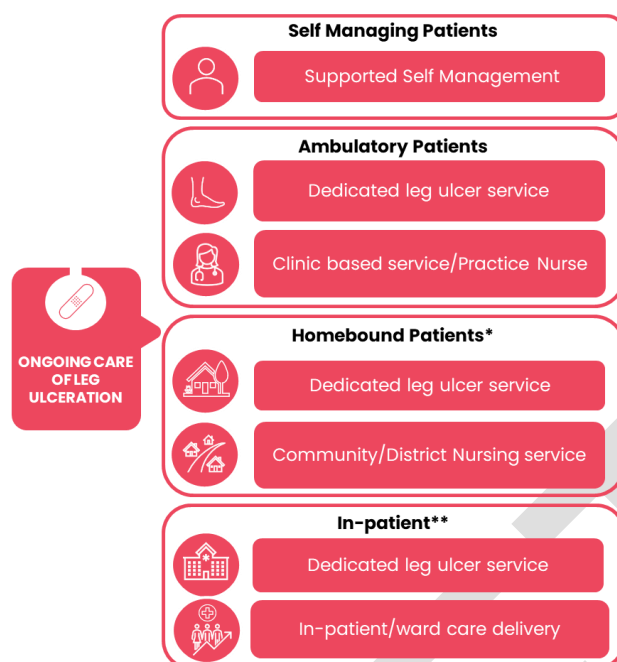 Self Managing Patients
Supported Self Management
Ambulatory Patients
Dedicated leg ulcer service
Clinic based service/Practice Nurse
ONGOING CARE
OF LEG
ULCERATION
Homebound Patients*
Dedicated leg ulcer service
Community/District Nursing service
In-patient**
Dedicated leg ulcer service
In-patient/ward care delivery